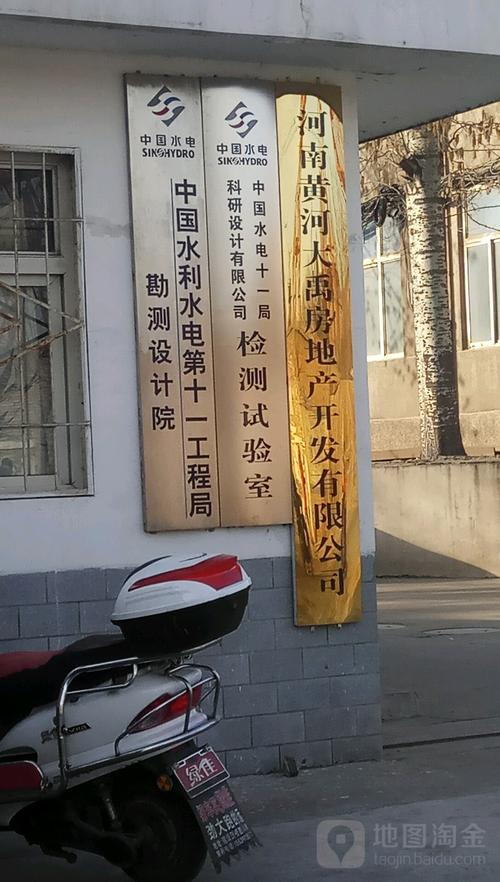 中国水电
SINOHYDRO
中国水利水电第十一工程局
勘测设计院
中国水电
SINOHYDRO
中国水电十一局
科研设计有限公司
检测试验室
河南黄河大禹房地产开发有限公司
绿佳
地图淘金
taojin.baidu.com